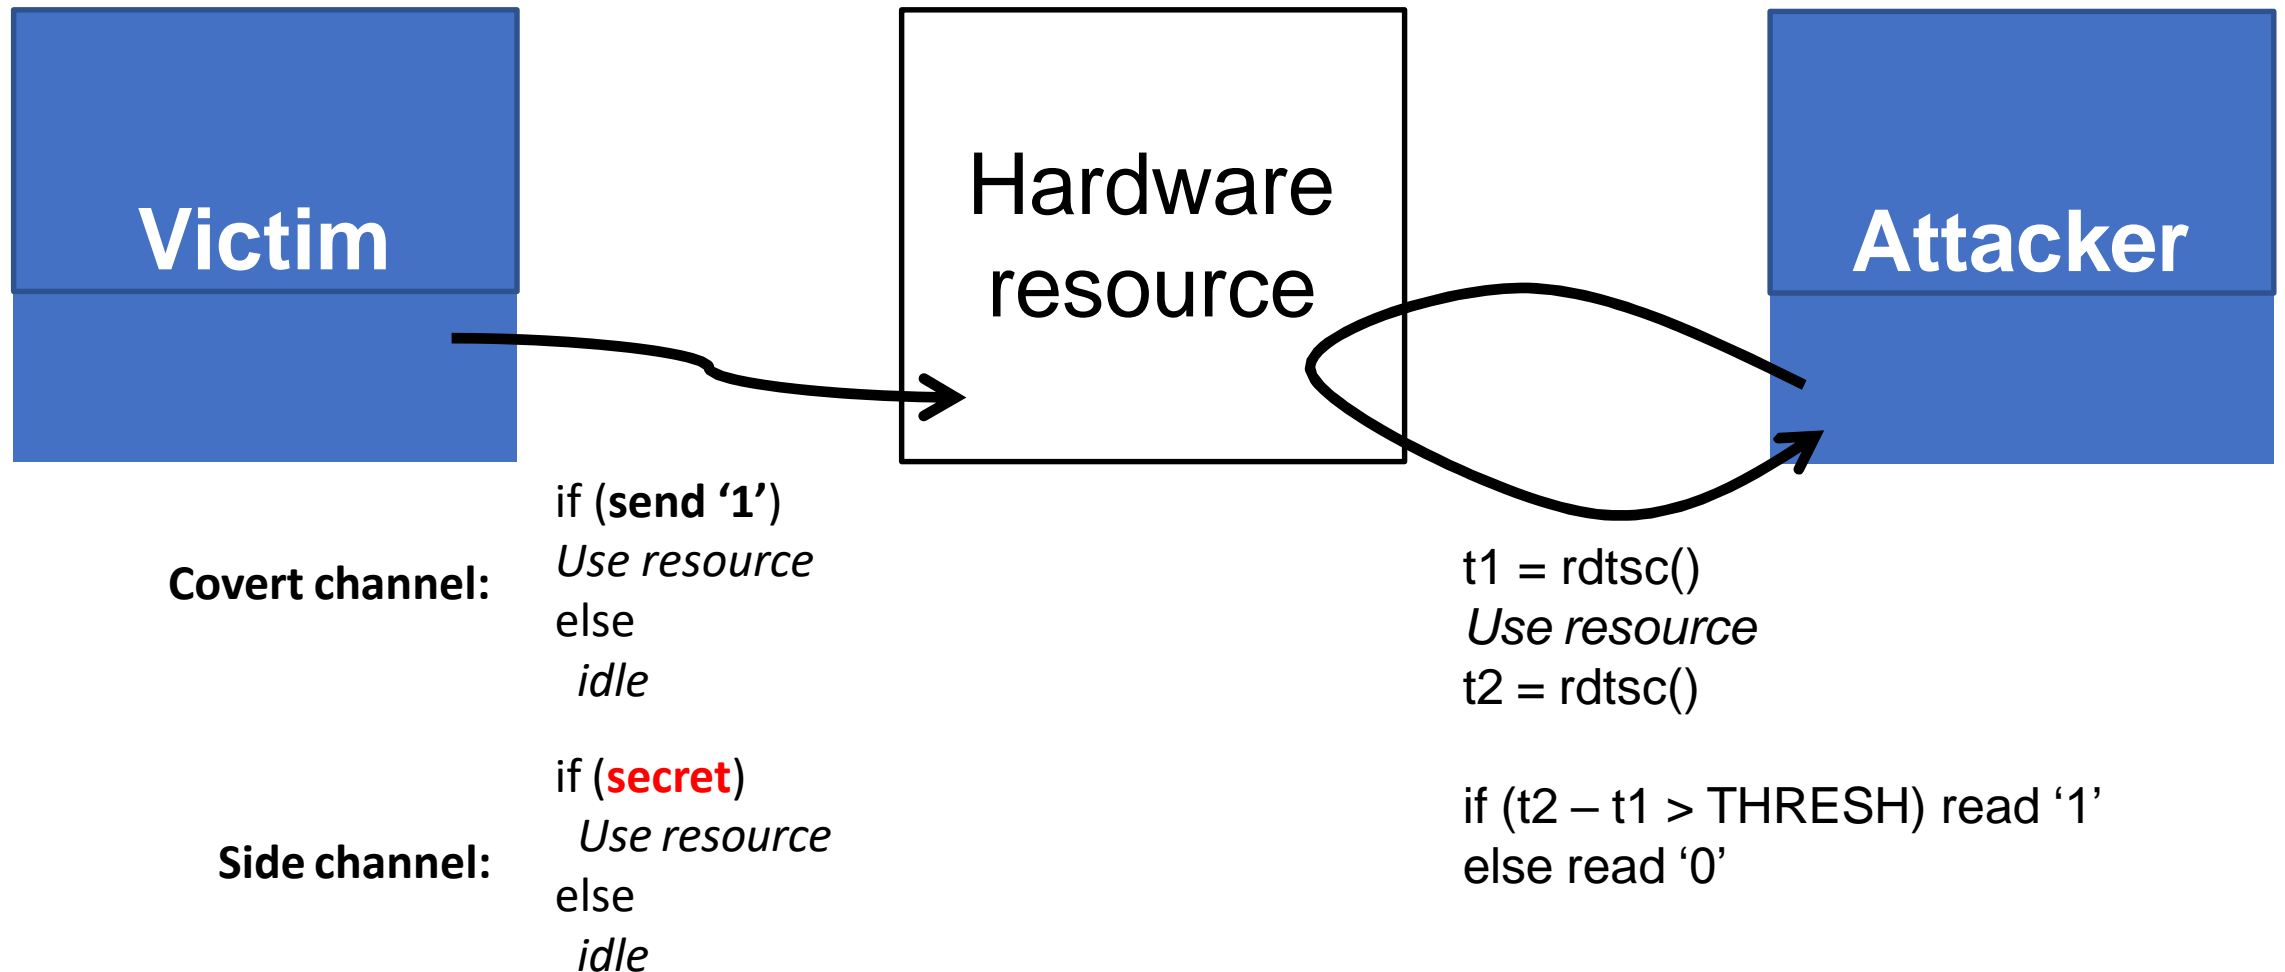 Victim
Hardware
resource
Attacker
Covert channel:
if (send ‘1’)
Use resource
else
idle
Side channel:
if (secret)
Use resource
else
idle
t1 = rdtsc()
Use resource
t2 = rdtsc()
if (t2 – t1 > THRESH) read ‘1’
else read ‘0’